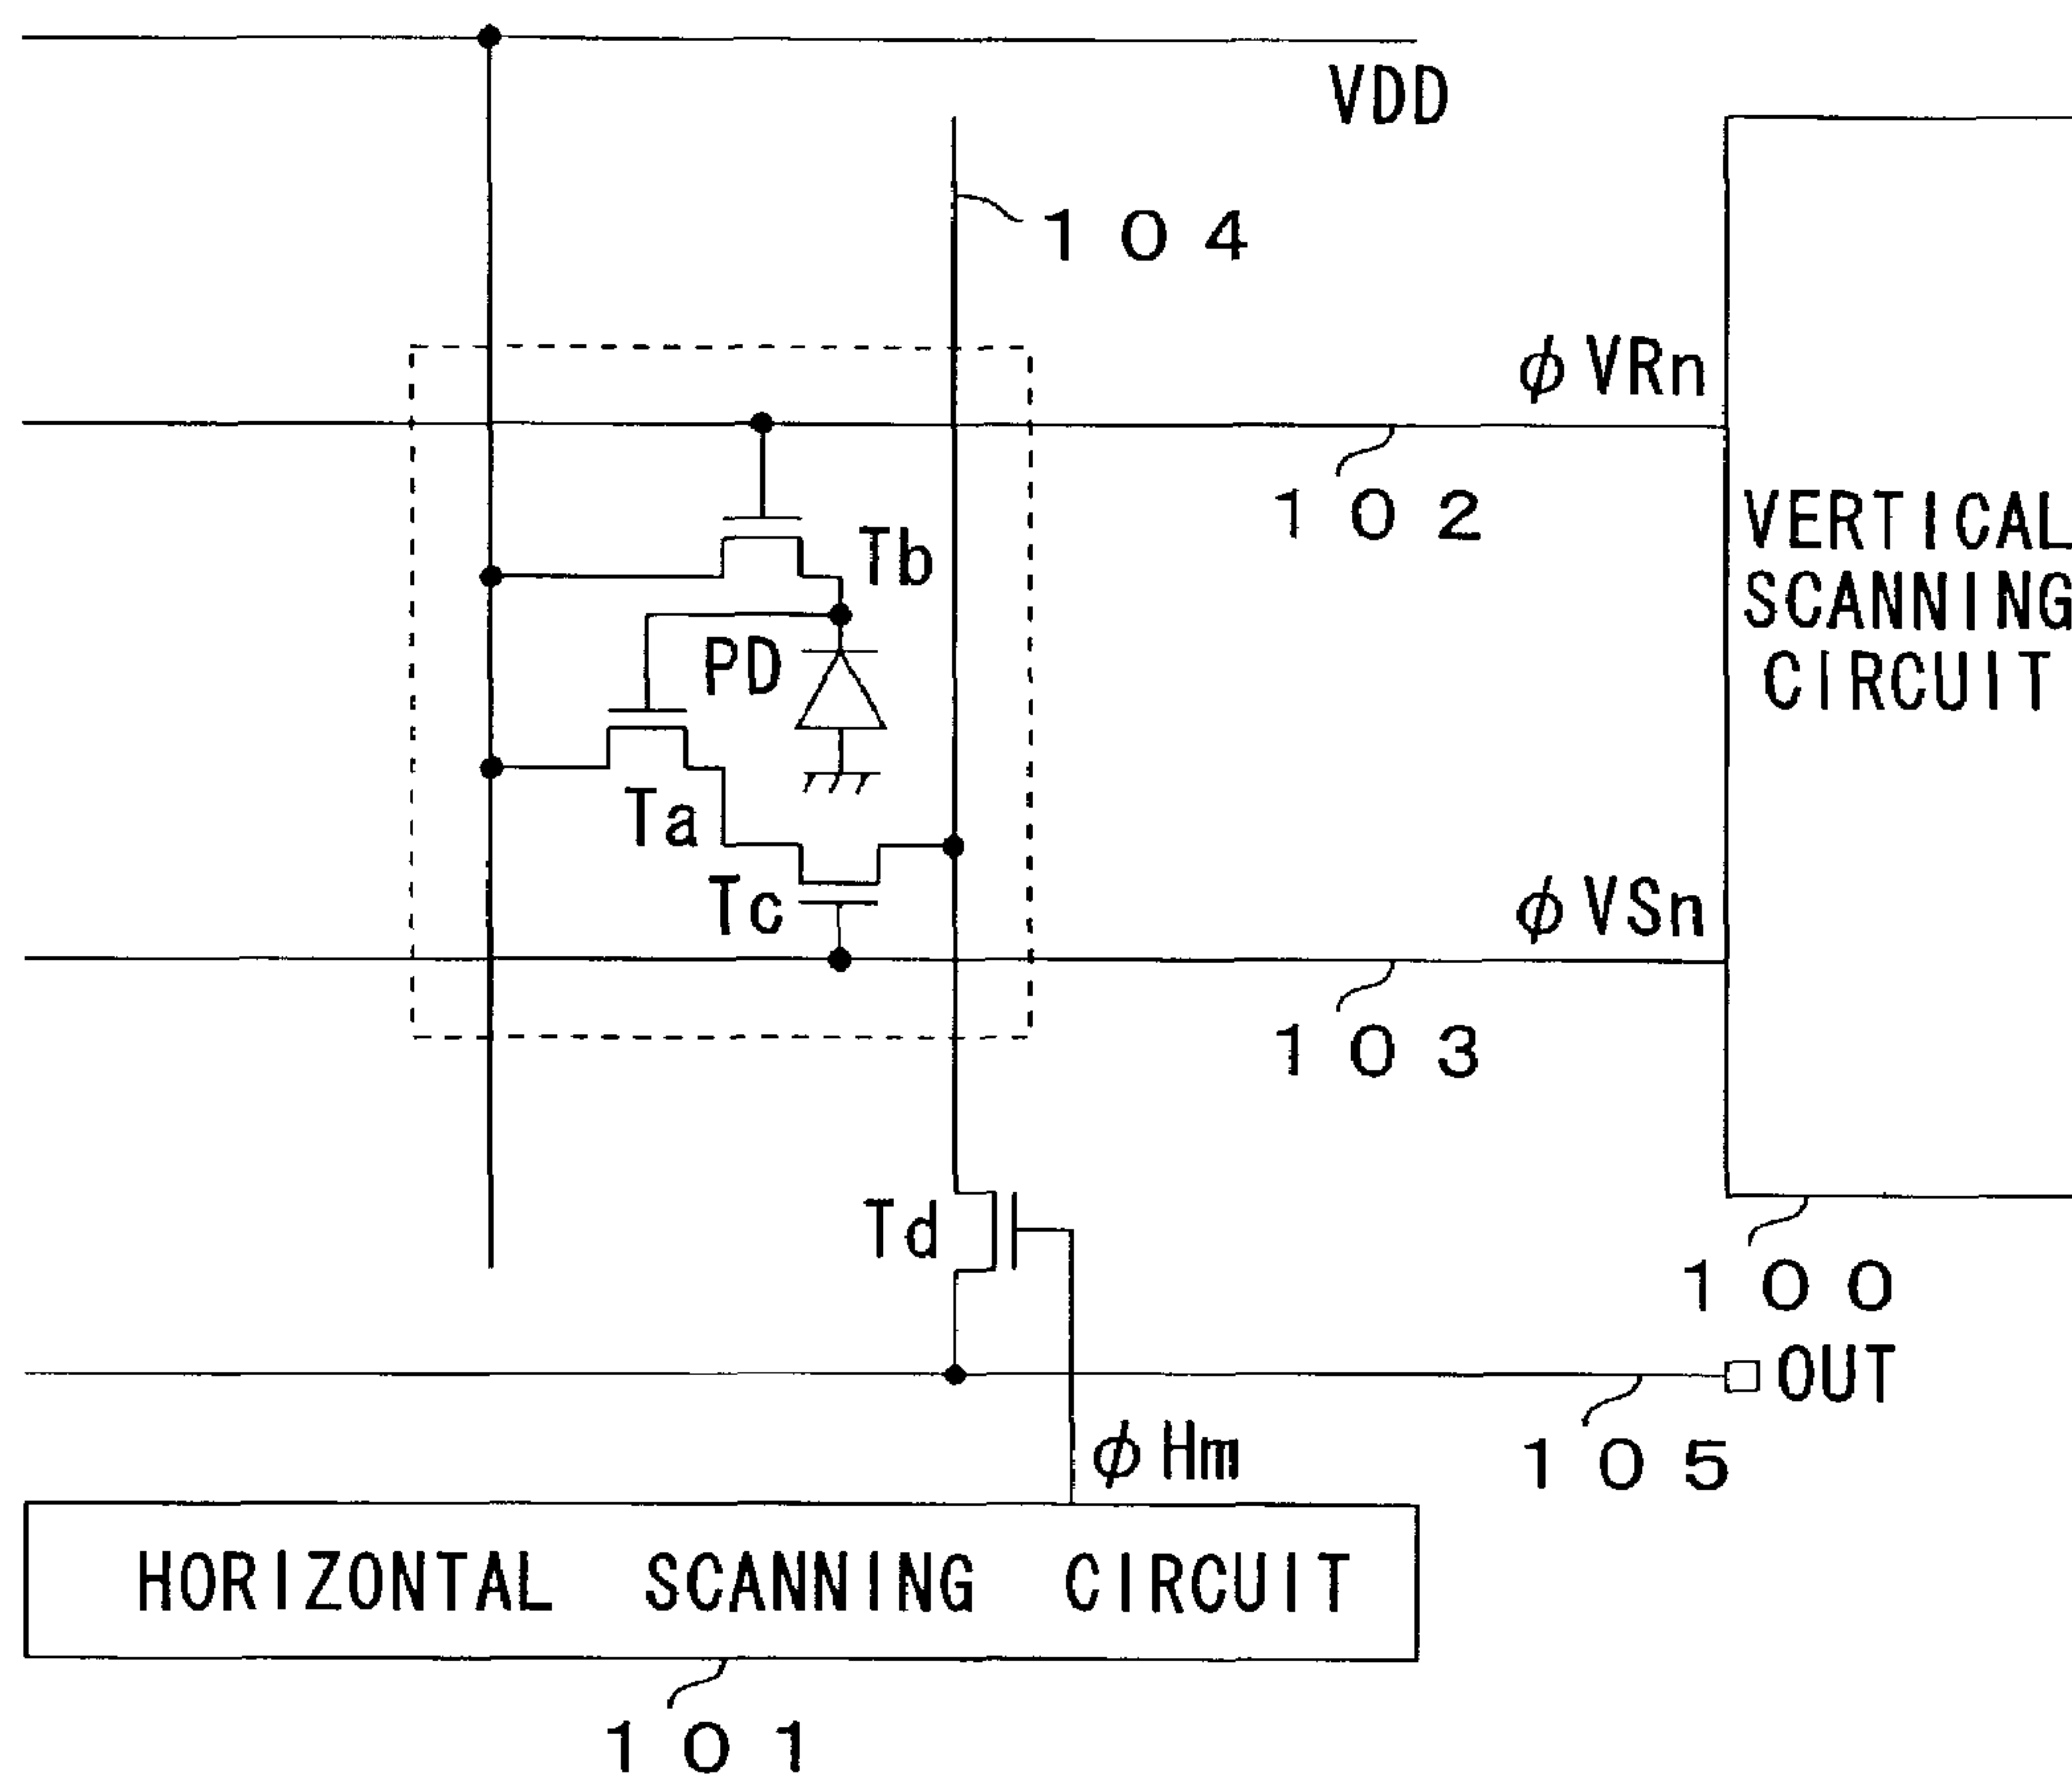 VDD
104
φVRn
102
VERTICAL
SCANNING
CIRCUIT
Tb
PD
Ta
Tc
φVSn
103
Td
100
OUT
φHm
105
HORIZONTAL SCANNING CIRCUIT
101